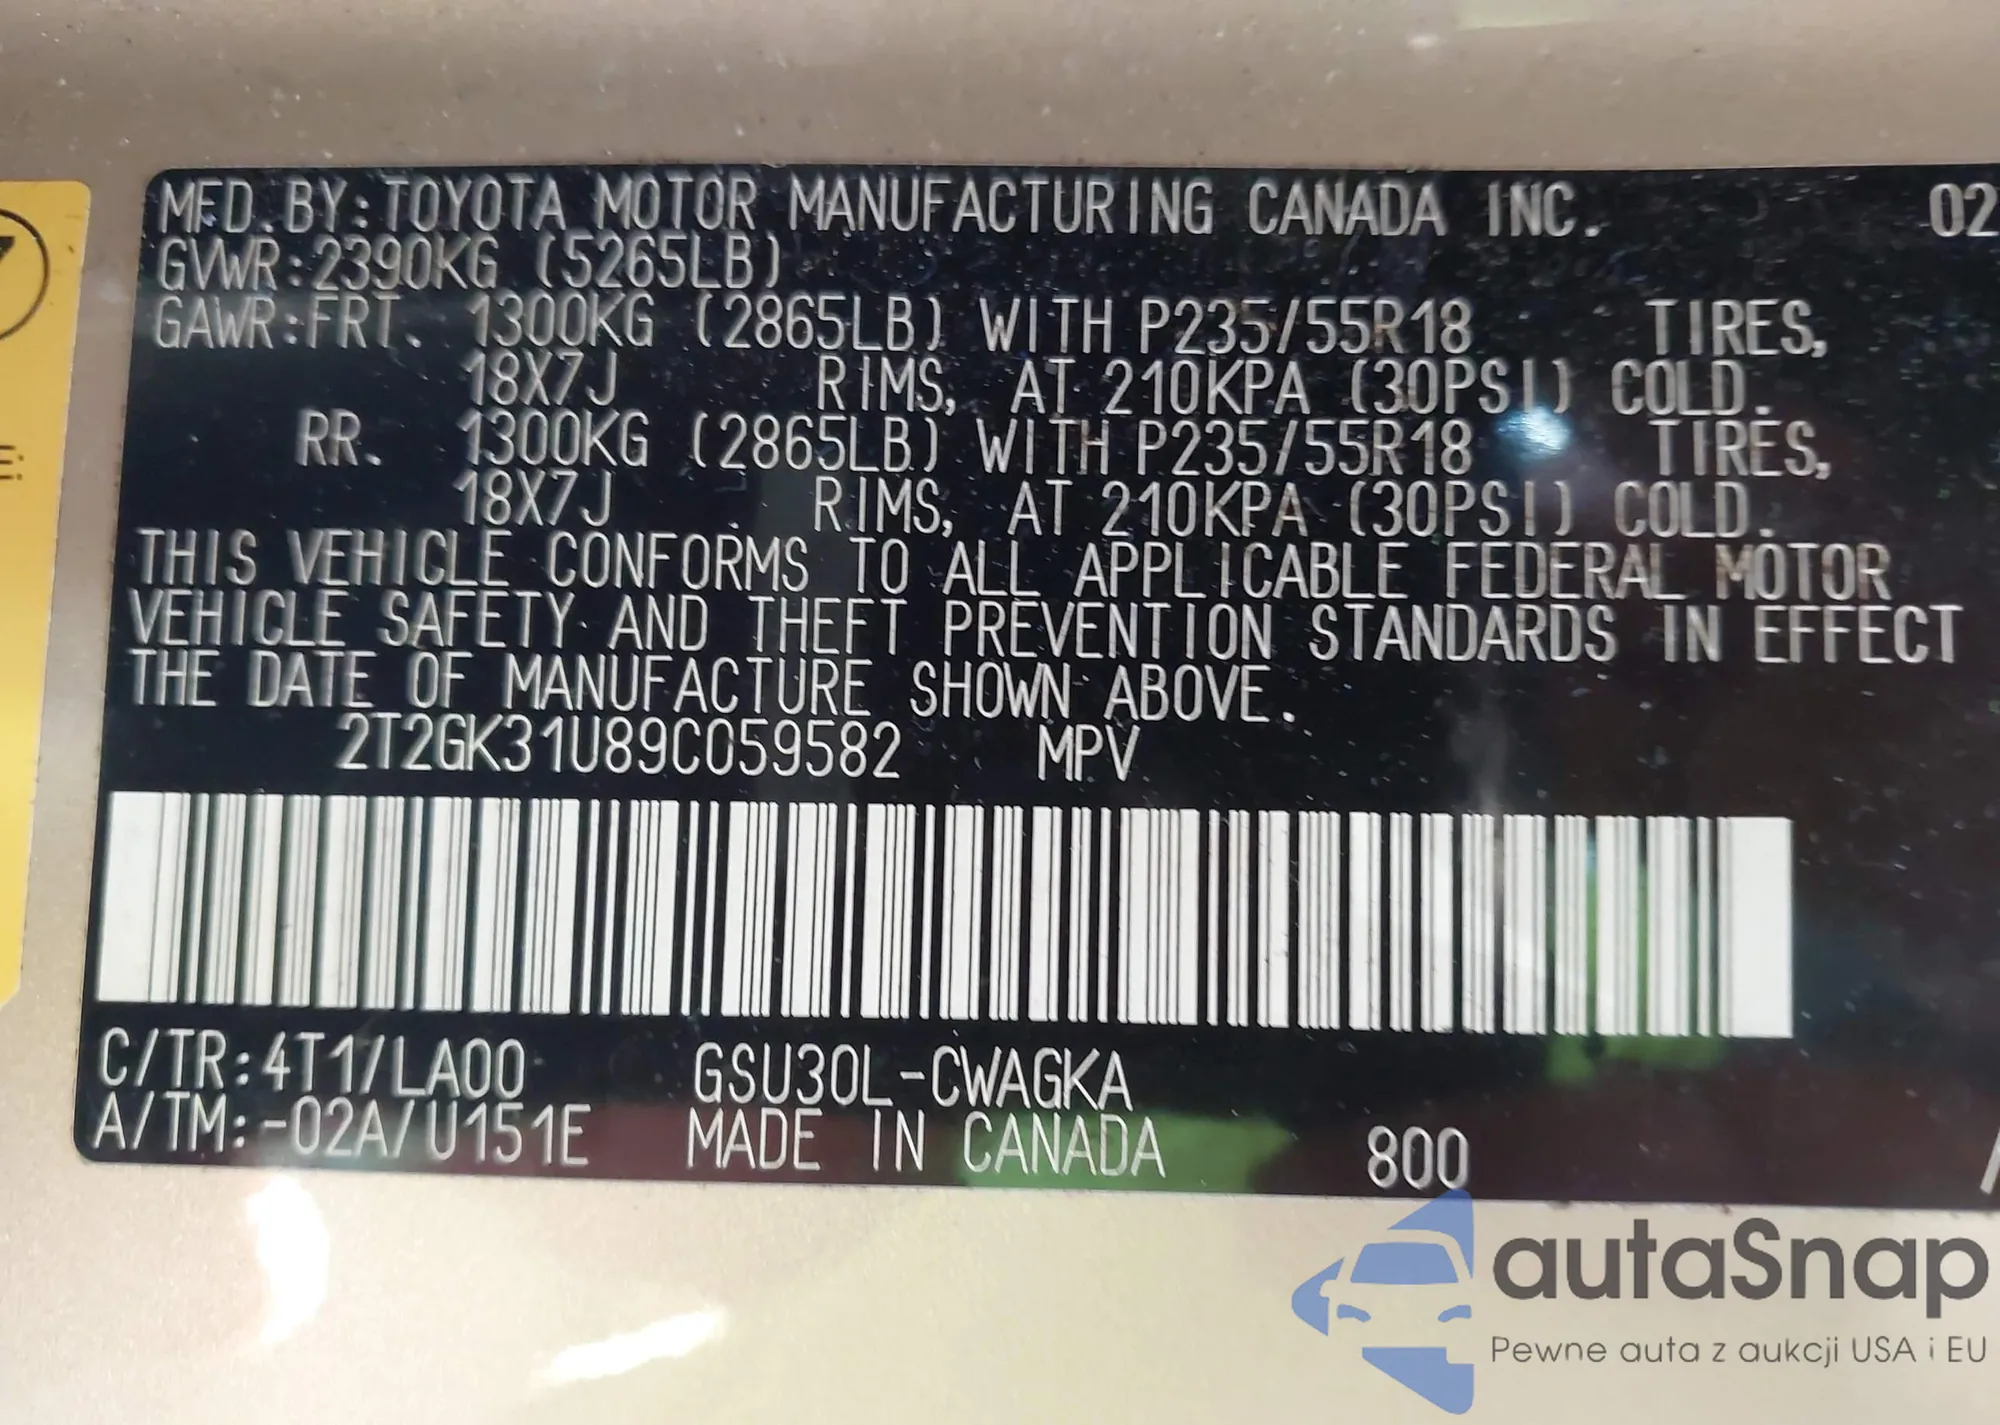 MFD. BY: TOYOTA MOTOR MANUFACTURING CANADA INC. 02
GVWR:2390KG (5265LB)
GAWR:FRT. 1300KG (2865LB) WITH P235/55R18 TIRES,
18X7J RIMS, AT 210KPA (30PSI) COLD.
RR. 1300KG (2865LB) WITH P235/55R18 TIRES,
18X7J RIMS, AT 210KPA (30PSI) COLD.
THIS VEHICLE CONFORMS TO ALL APPLICABLE FEDERAL MOTOR
VEHICLE SAFETY AND THEFT PREVENTION STANDARDS IN EFFECT
THE DATE OF MANUFACTURE SHOWN ABOVE.
2T2GK31U89C059582 MPV
C/TR:4T1/LA00 GSU30L-CWAGKA
A/TM:-02A/U151E MADE IN CANADA 800
autaSnap
Pewne auta z aukcji USA i EU